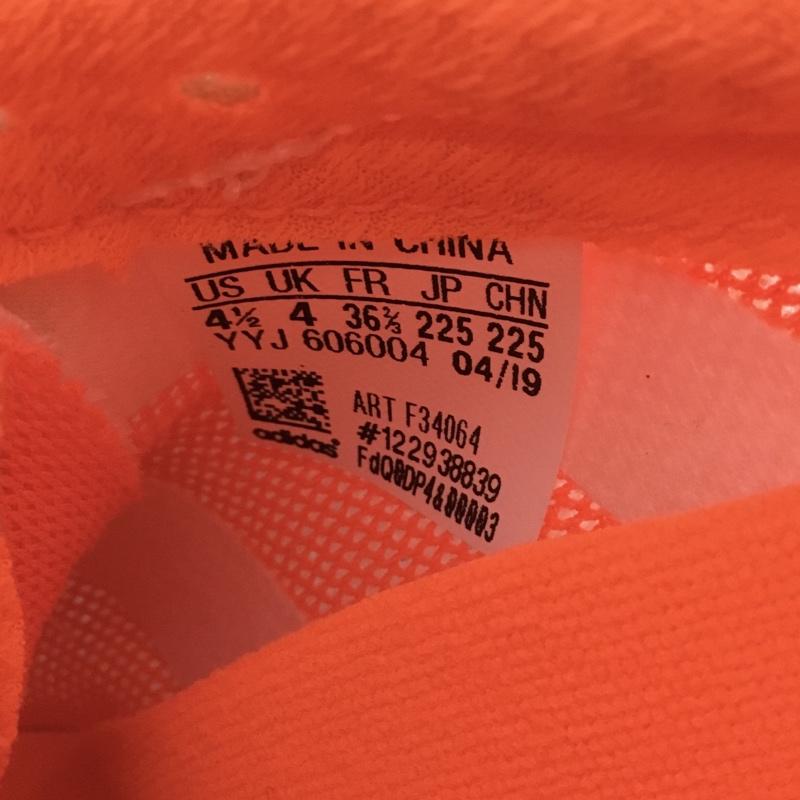 MADE IN CHINA
US UK FR JP CHN
4½ 4 36⅔ 225 225
YYJ 606004 04/19
ART F34064
#122938839
adidas